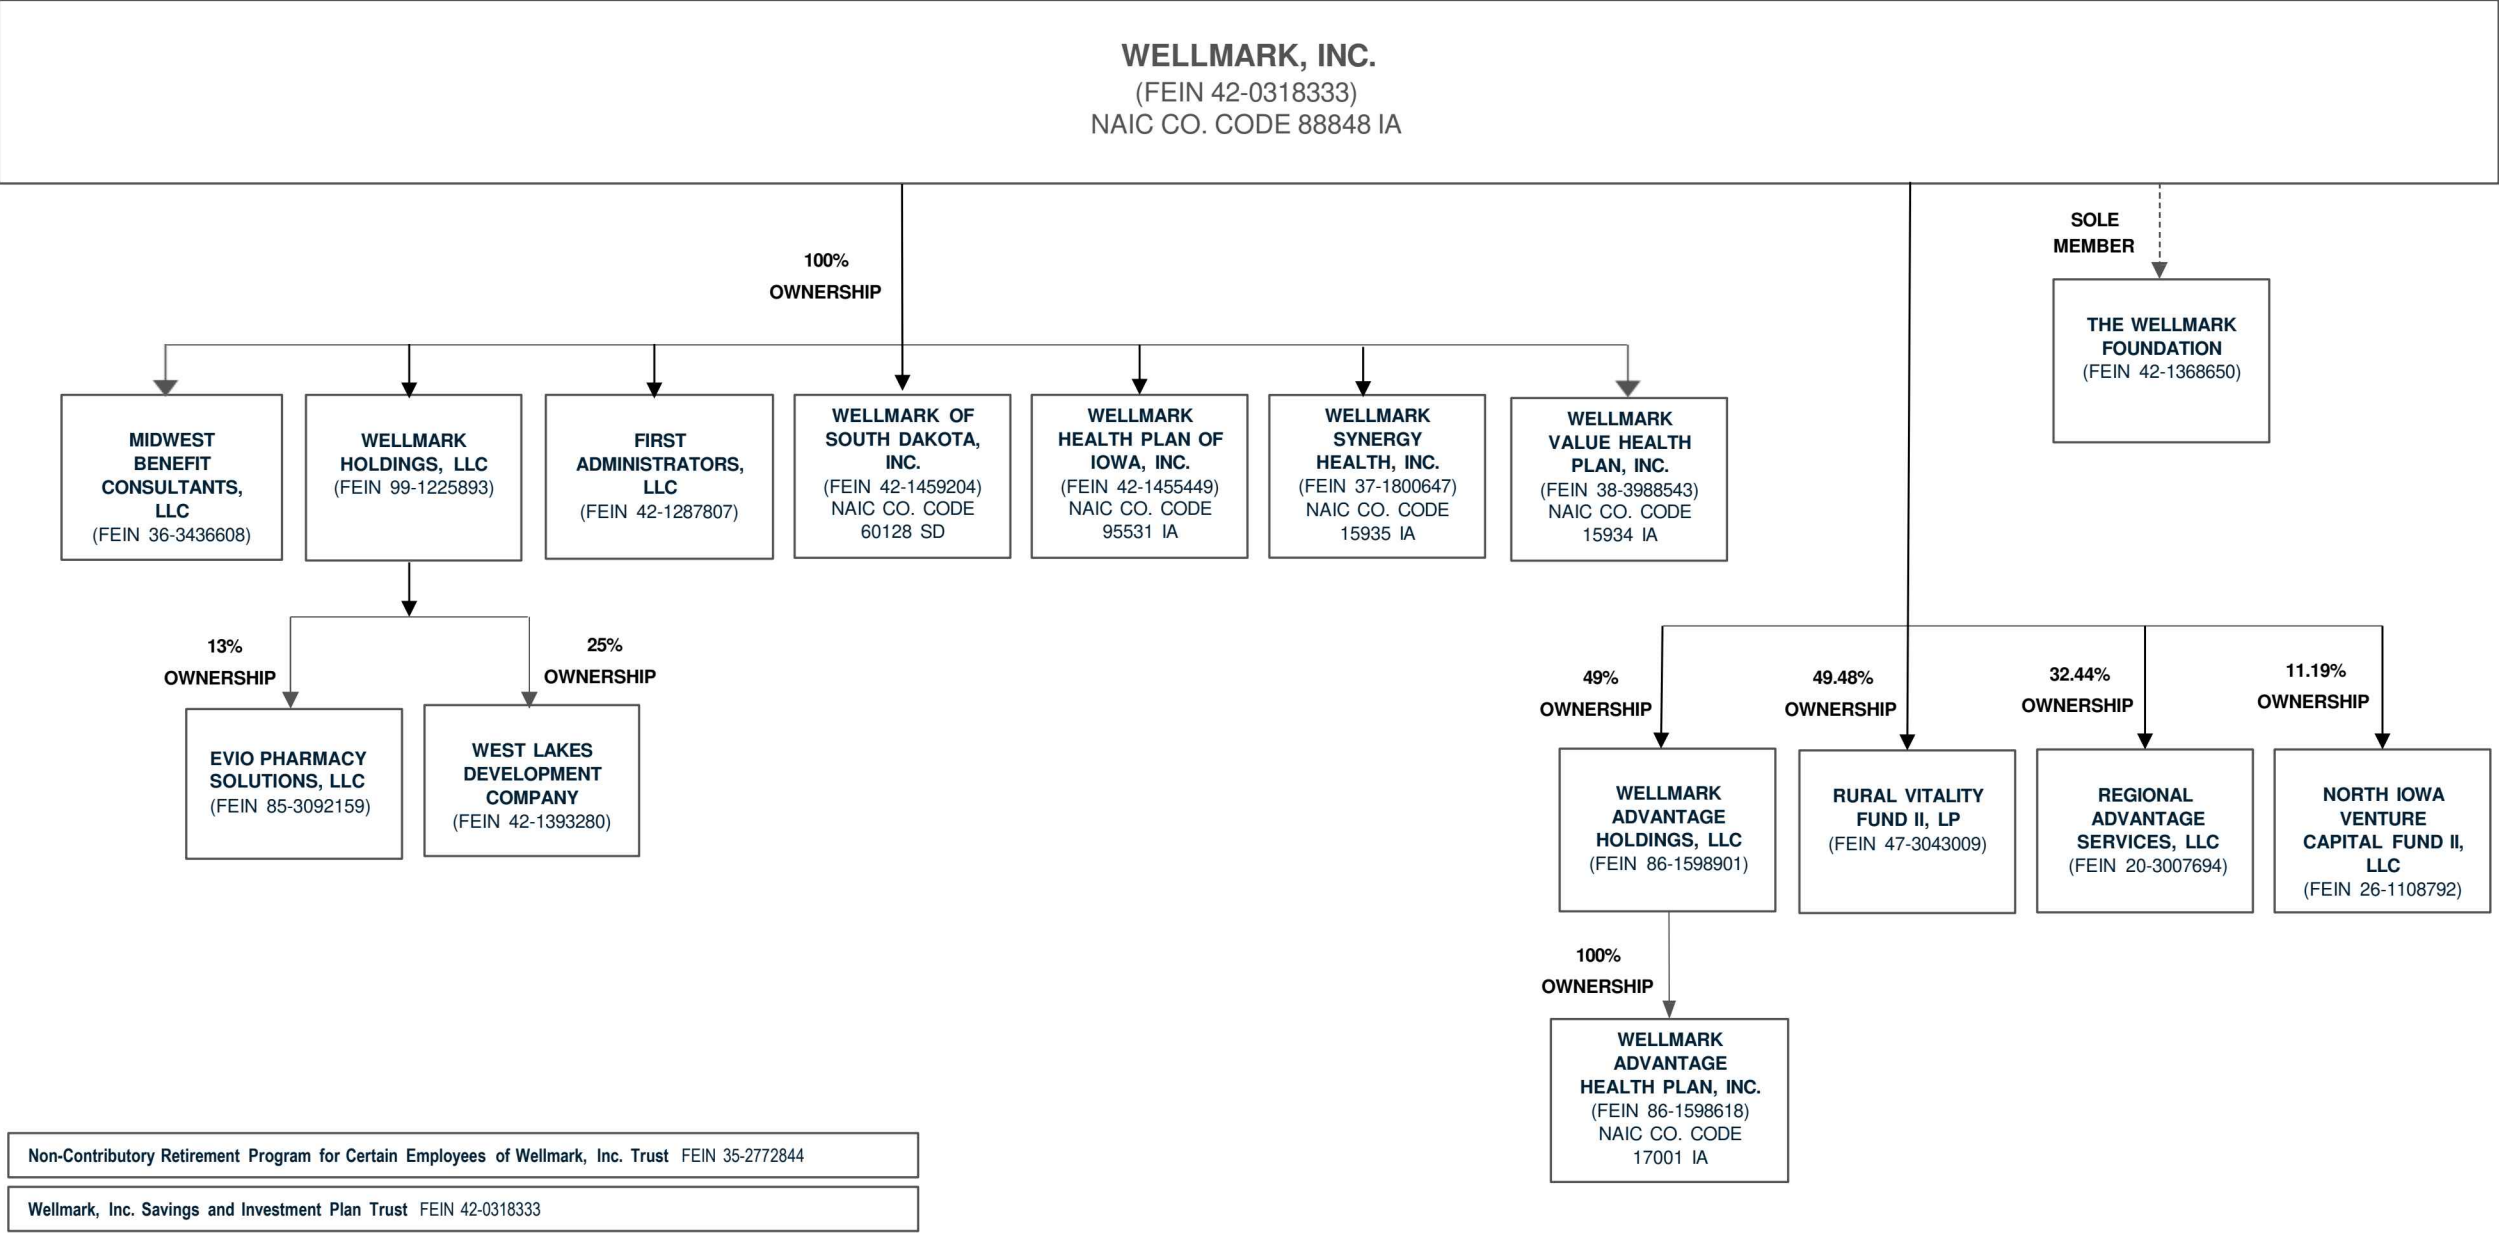 WELLMARK, INC.
(FEIN 42-0318333)
NAIC CO. CODE 88848 IA
100%
OWNERSHIP
SOLE
MEMBER
THE WELLMARK
FOUNDATION
(FEIN 42-1368650)
MIDWEST
BENEFIT
CONSULTANTS,
LLC
(FEIN 36-3436608)
WELLMARK
HOLDINGS, LLC
(FEIN 99-1225893)
FIRST
ADMINISTRATORS,
LLC
(FEIN 42-1287807)
WELLMARK OF
SOUTH DAKOTA,
INC.
(FEIN 42-1459204)
NAIC CO. CODE
60128 SD
WELLMARK
HEALTH PLAN OF
IOWA, INC.
(FEIN 42-1455449)
NAIC CO. CODE
95531 IA
WELLMARK
SYNERGY
HEALTH, INC.
(FEIN 37-1800647)
NAIC CO. CODE
15935 IA
WELLMARK
VALUE HEALTH
PLAN, INC.
(FEIN 38-3988543)
NAIC CO. CODE
15934 IA
13%
OWNERSHIP
25%
OWNERSHIP
EVIO PHARMACY
SOLUTIONS, LLC
(FEIN 85-3092159)
WEST LAKES
DEVELOPMENT
COMPANY
(FEIN 42-1393280)
49%
OWNERSHIP
49.48%
OWNERSHIP
32.44%
OWNERSHIP
11.19%
OWNERSHIP
WELLMARK
ADVANTAGE
HOLDINGS, LLC
(FEIN 86-1598901)
RURAL VITALITY
FUND II, LP
(FEIN 47-3043009)
REGIONAL
ADVANTAGE
SERVICES, LLC
(FEIN 20-3007694)
NORTH IOWA
VENTURE
CAPITAL FUND II,
LLC
(FEIN 26-1108792)
100%
OWNERSHIP
WELLMARK
ADVANTAGE
HEALTH PLAN, INC.
(FEIN 86-1598618)
NAIC CO. CODE
17001 IA
Non-Contributory Retirement Program for Certain Employees of Wellmark, Inc. Trust FEIN 35-2772844
Wellmark, Inc. Savings and Investment Plan Trust FEIN 42-0318333